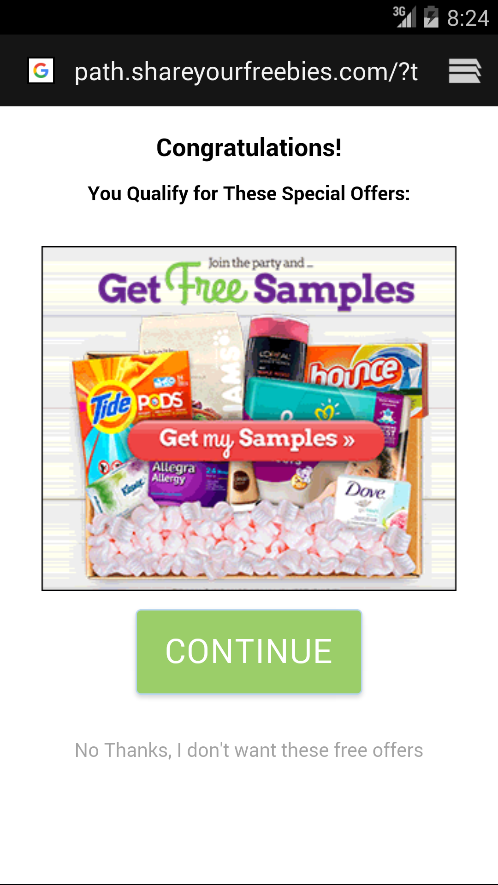 3G 8:24
G path.shareyourfreebies.com/?t
Congratulations!
You Qualify for These Special Offers:
Join the party and ...
Get Free Samples
IAMS
L'ORÉAL
bounce
Tide PODS
Get my Samples »
Allegra
Allergy
Kleenex
Dove
CONTINUE
No Thanks, I don't want these free offers